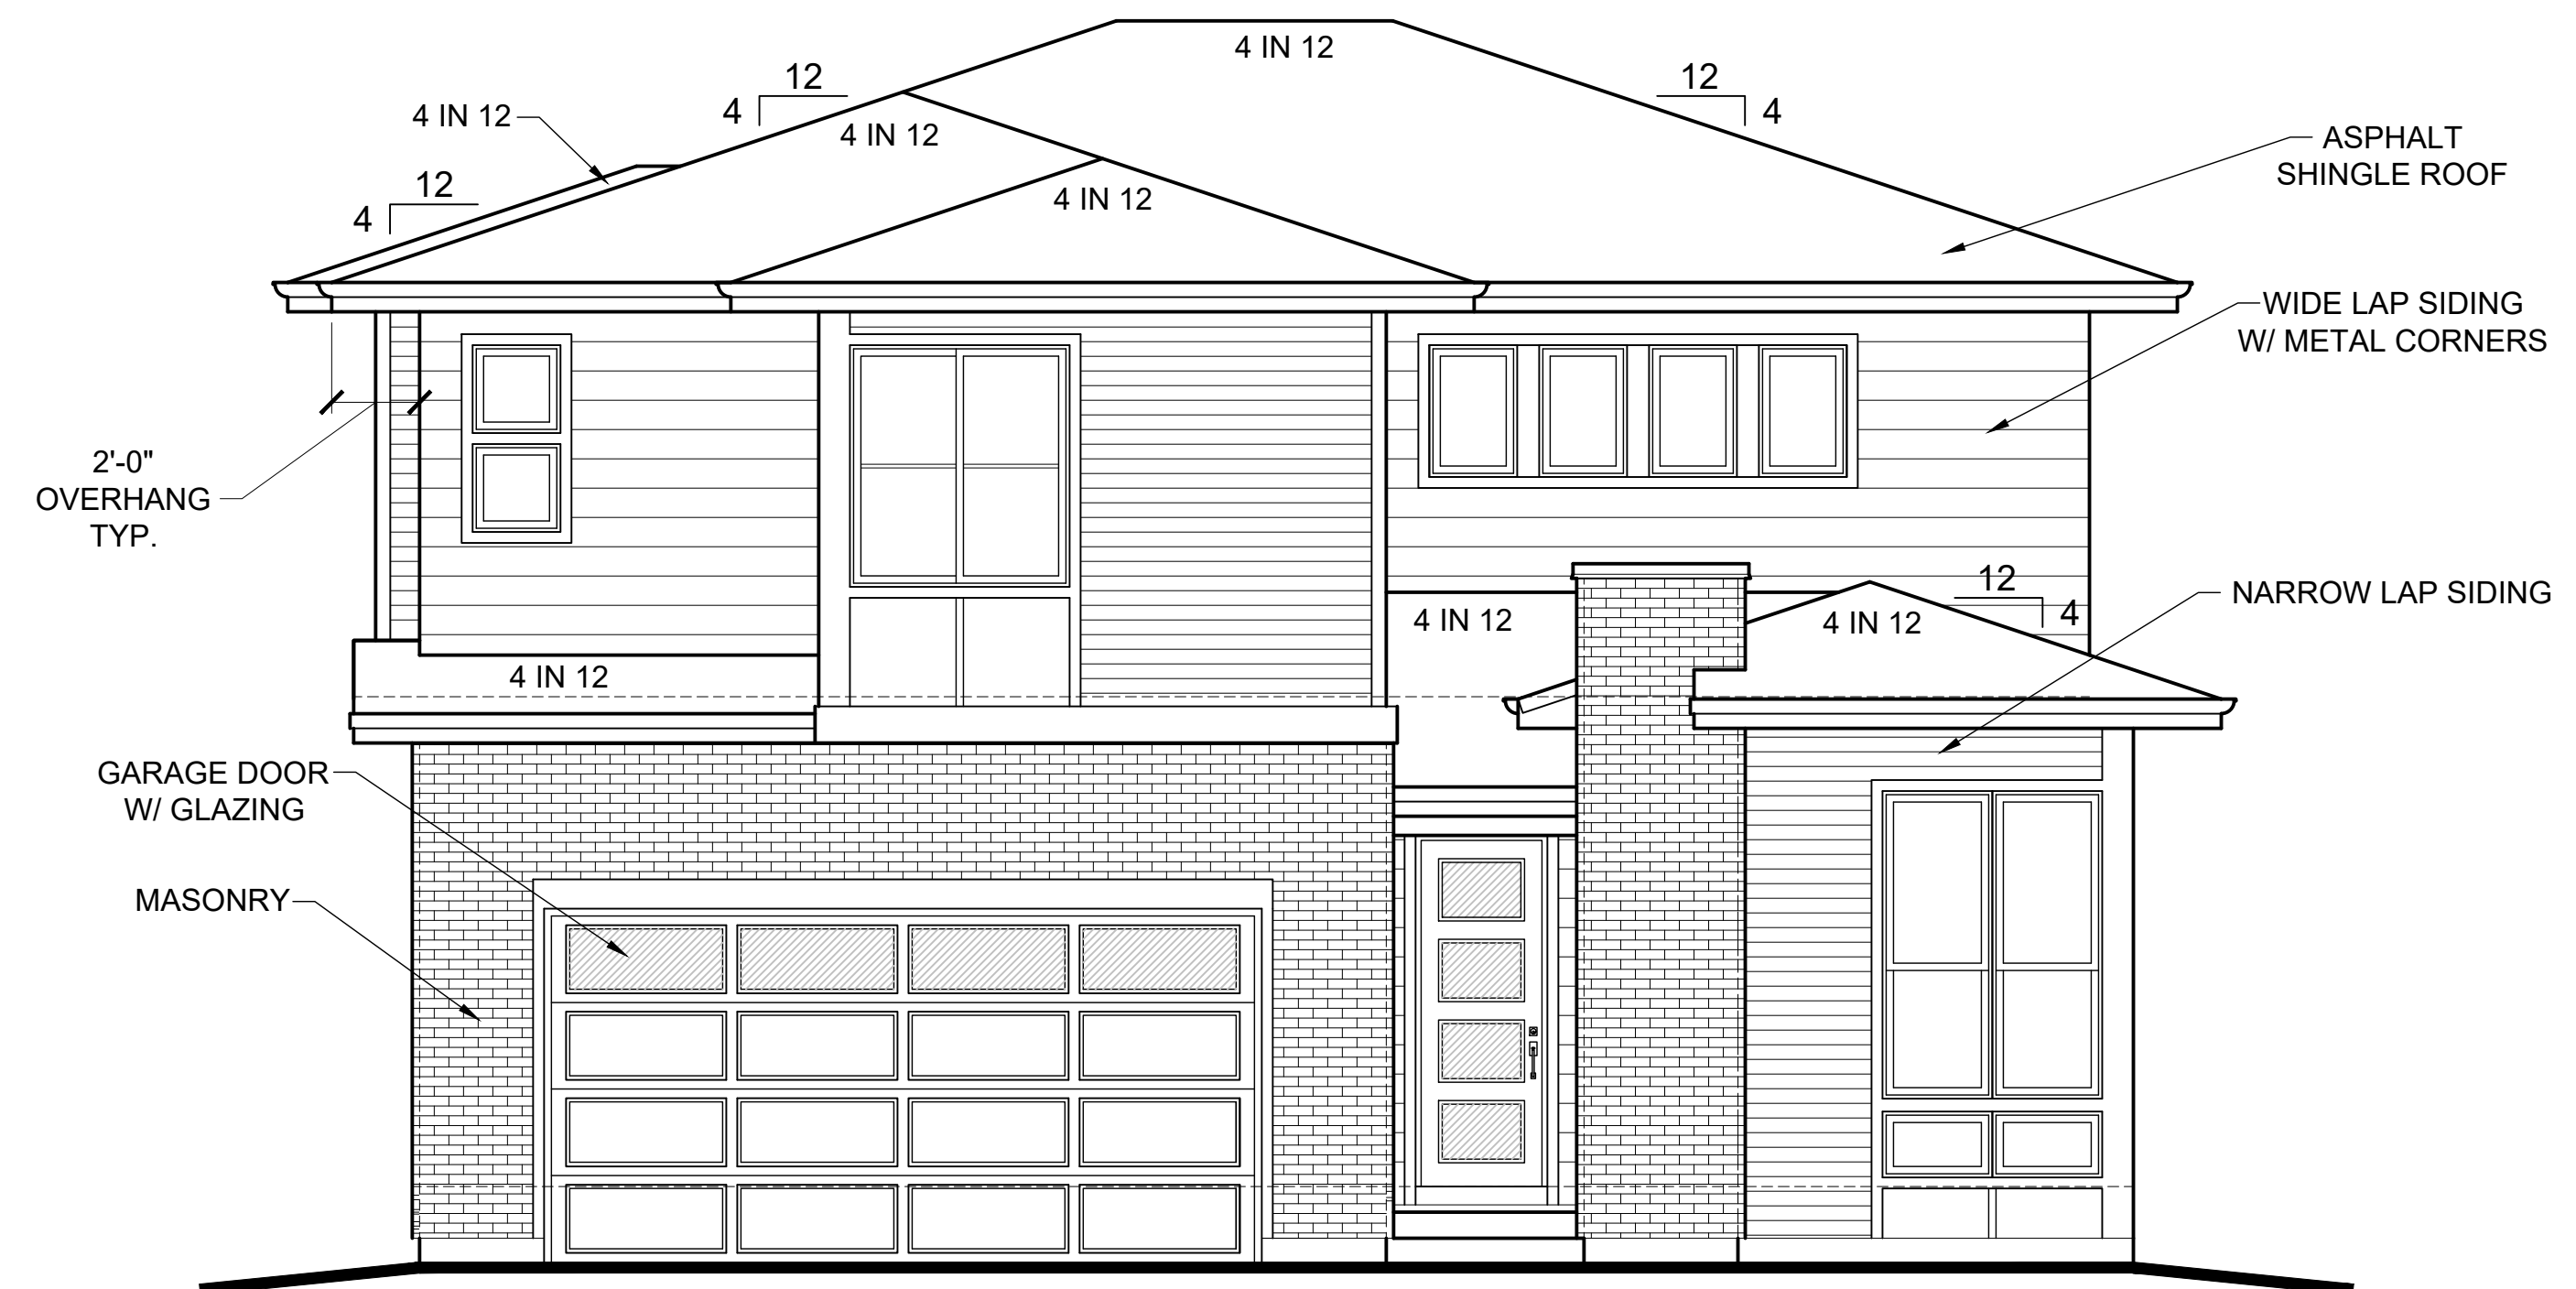 4 IN 12
12
4
12
4
4 IN 12
4 IN 12
ASPHALT
SHINGLE ROOF
12
4
4 IN 12
WIDE LAP SIDING
W/ METAL CORNERS
2'-0"
OVERHANG
TYP.
12
4
NARROW LAP SIDING
4 IN 12
4 IN 12
4 IN 12
GARAGE DOOR
W/ GLAZING
MASONRY